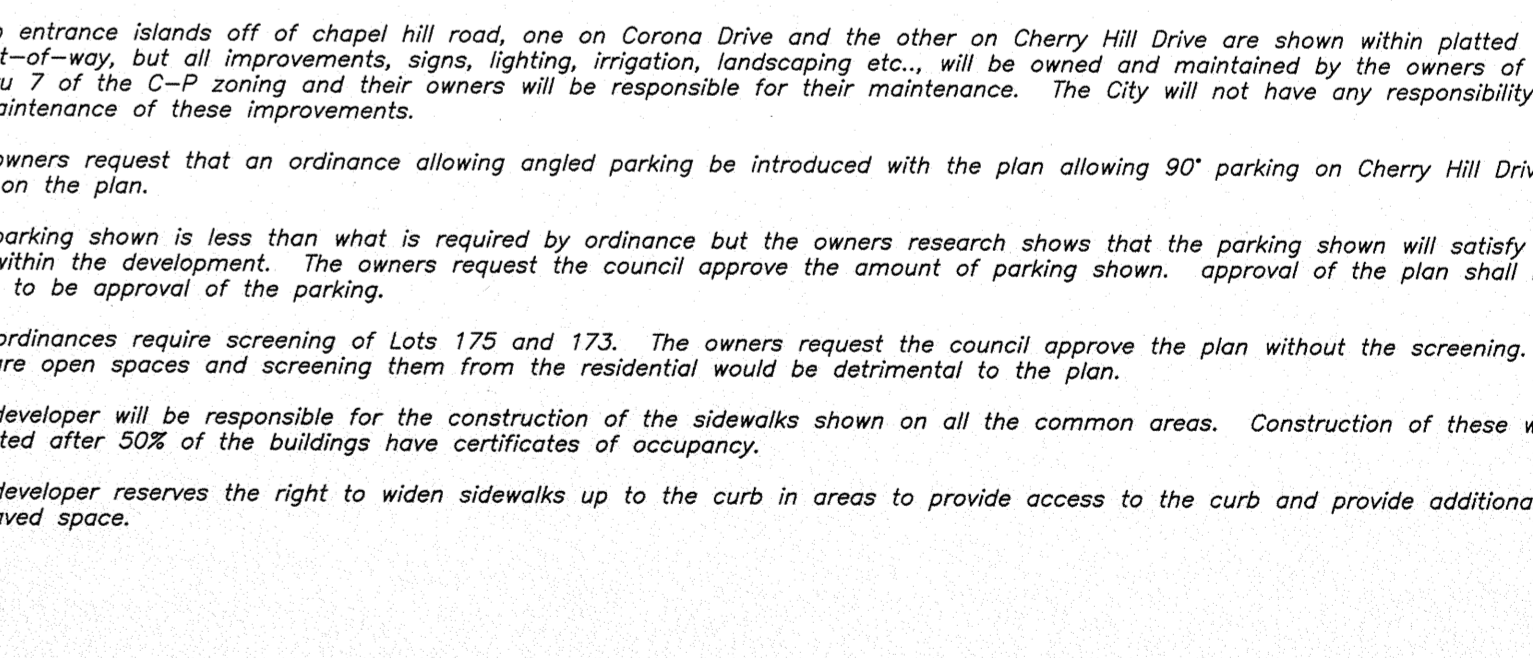 entrance islands off of chapel hill road, one on Corona Drive and the other on Cherry Hill Drive are shown within platted
t-of-way, but all improvements, signs, lighting, irrigation, landscaping etc.., will be owned and maintained by the owners of
u 7 of the C-P zoning and their owners will be responsible for their maintenance. The City will not have any responsibility
aintenance of these improvements.
owners request that an ordinance allowing angled parking be introduced with the plan allowing 90° parking on Cherry Hill Driv
on the plan.
parking shown is less than what is required by ordinance but the owners research shows that the parking shown will satisfy
within the development. The owners request the council approve the amount of parking shown. approval of the plan shall
to be approval of the parking.
ordinances require screening of Lots 175 and 173. The owners request the council approve the plan without the screening.
are open spaces and screening them from the residential would be detrimental to the plan.
developer will be responsible for the construction of the sidewalks shown on all the common areas. Construction of these w
ted after 50% of the buildings have certificates of occupancy.
developer reserves the right to widen sidewalks up to the curb in areas to provide access to the curb and provide additiona
aved space.